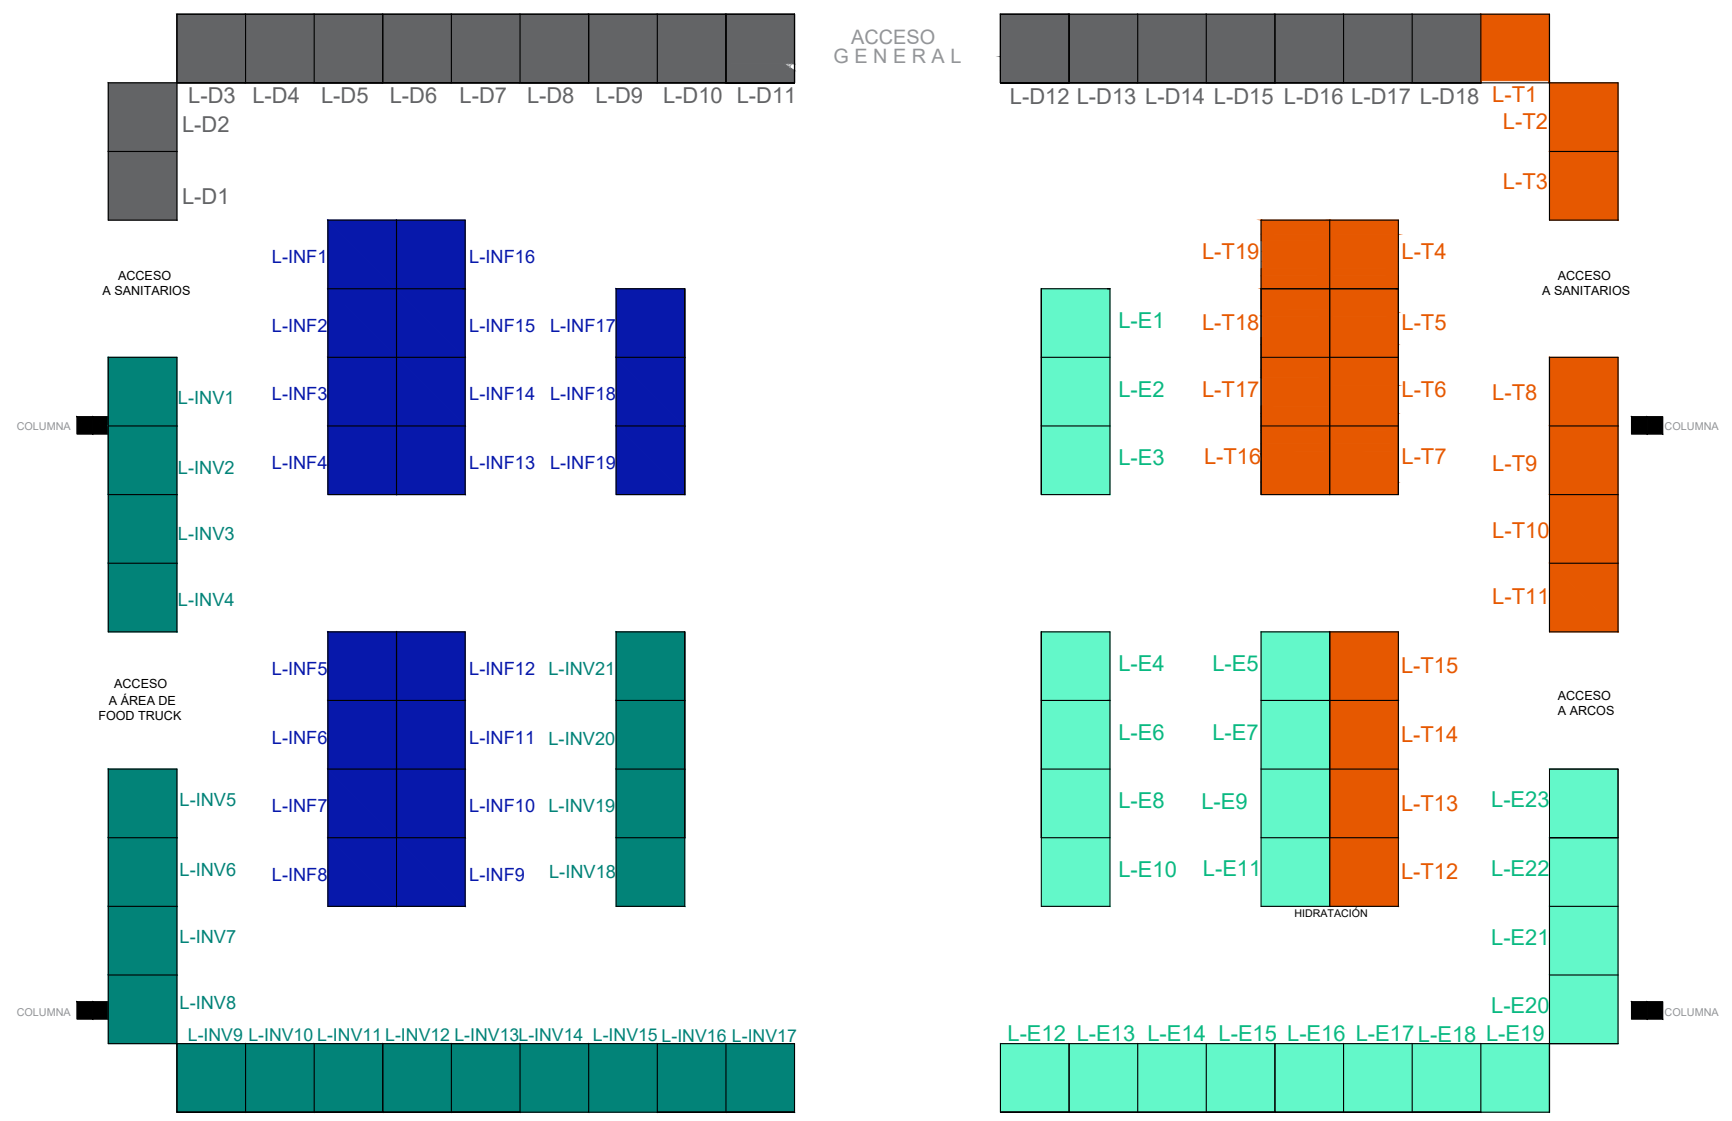 ACCESO
GENERAL
L-D3 L-D4 L-D5 L-D6 L-D7 L-D8 L-D9 L-D10 L-D11
L-D12 L-D13 L-D14 L-D15 L-D16 L-D17 L-D18 L-T1
L-D2
L-T2
L-D1
L-T3
L-INF1 L-INF16
L-T19 L-T4
ACCESO
A SANITARIOS
ACCESO
A SANITARIOS
L-INF2 L-INF15 L-INF17
L-E1 L-T18 L-T5
L-INV1 L-INF3 L-INF14 L-INF18
L-E2 L-T17 L-T6 L-T8
COLUMNA
COLUMNA
L-INV2 L-INF4 L-INF13 L-INF19
L-E3 L-T16 L-T7 L-T9
L-INV3
L-T10
L-INV4
L-T11
L-INF5 L-INF12 L-INV21
L-E4 L-E5 L-T15
ACCESO
A ÁREA DE
FOOD TRUCK
ACCESO
A ARCOS
L-INF6 L-INF11 L-INV20
L-E6 L-E7 L-T14
L-INV5 L-INF7 L-INF10 L-INV19
L-E8 L-E9 L-T13 L-E23
L-INV6 L-INF8 L-INF9 L-INV18
L-E10 L-E11 L-T12 L-E22
HIDRATACIÓN
L-INV7
L-E21
L-INV8
L-E20
COLUMNA
COLUMNA
L-INV9 L-INV10 L-INV11 L-INV12 L-INV13 L-INV14 L-INV15 L-INV16 L-INV17
L-E12 L-E13 L-E14 L-E15 L-E16 L-E17 L-E18 L-E19